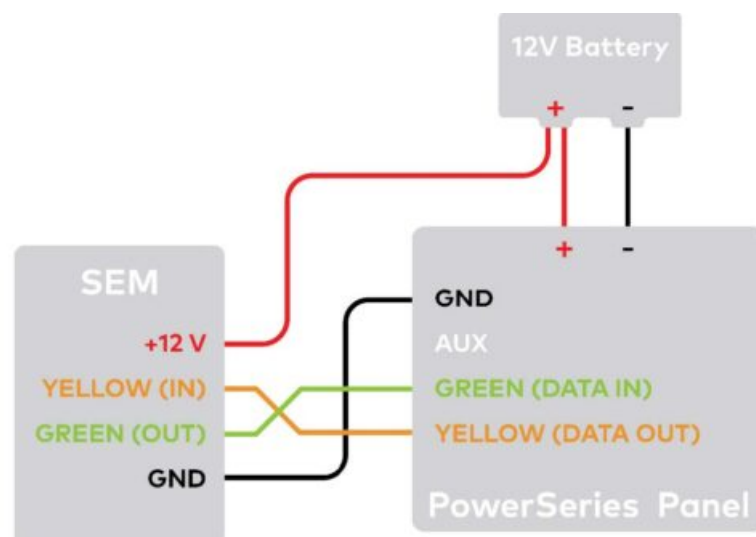 12V Battery
+ -
+ -
SEM
+12 V
YELLOW (IN)
GREEN (OUT)
GND
GND
AUX
GREEN (DATA IN)
YELLOW (DATA OUT)
PowerSeries Panel